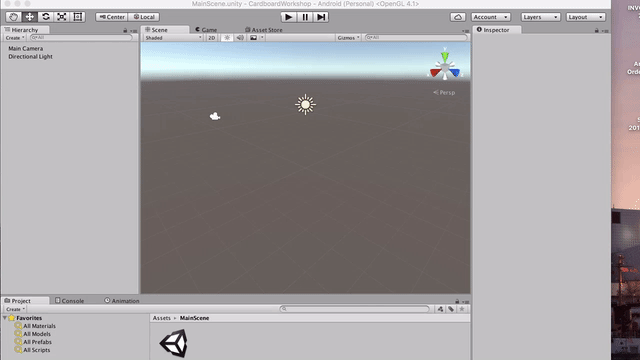 MainScene.unity - CardboardWorkshop - Android (Personal) <OpenGL 4.1>
Center Local Account Layers Layout
Hierarchy Scene Game Asset Store Inspector
Create All Shaded 2D Gizmos All
Main Camera
Directional Light
Persp
Project Console Animation
Create
Favorites Assets MainScene
All Materials
All Models
All Prefabs
All Scripts